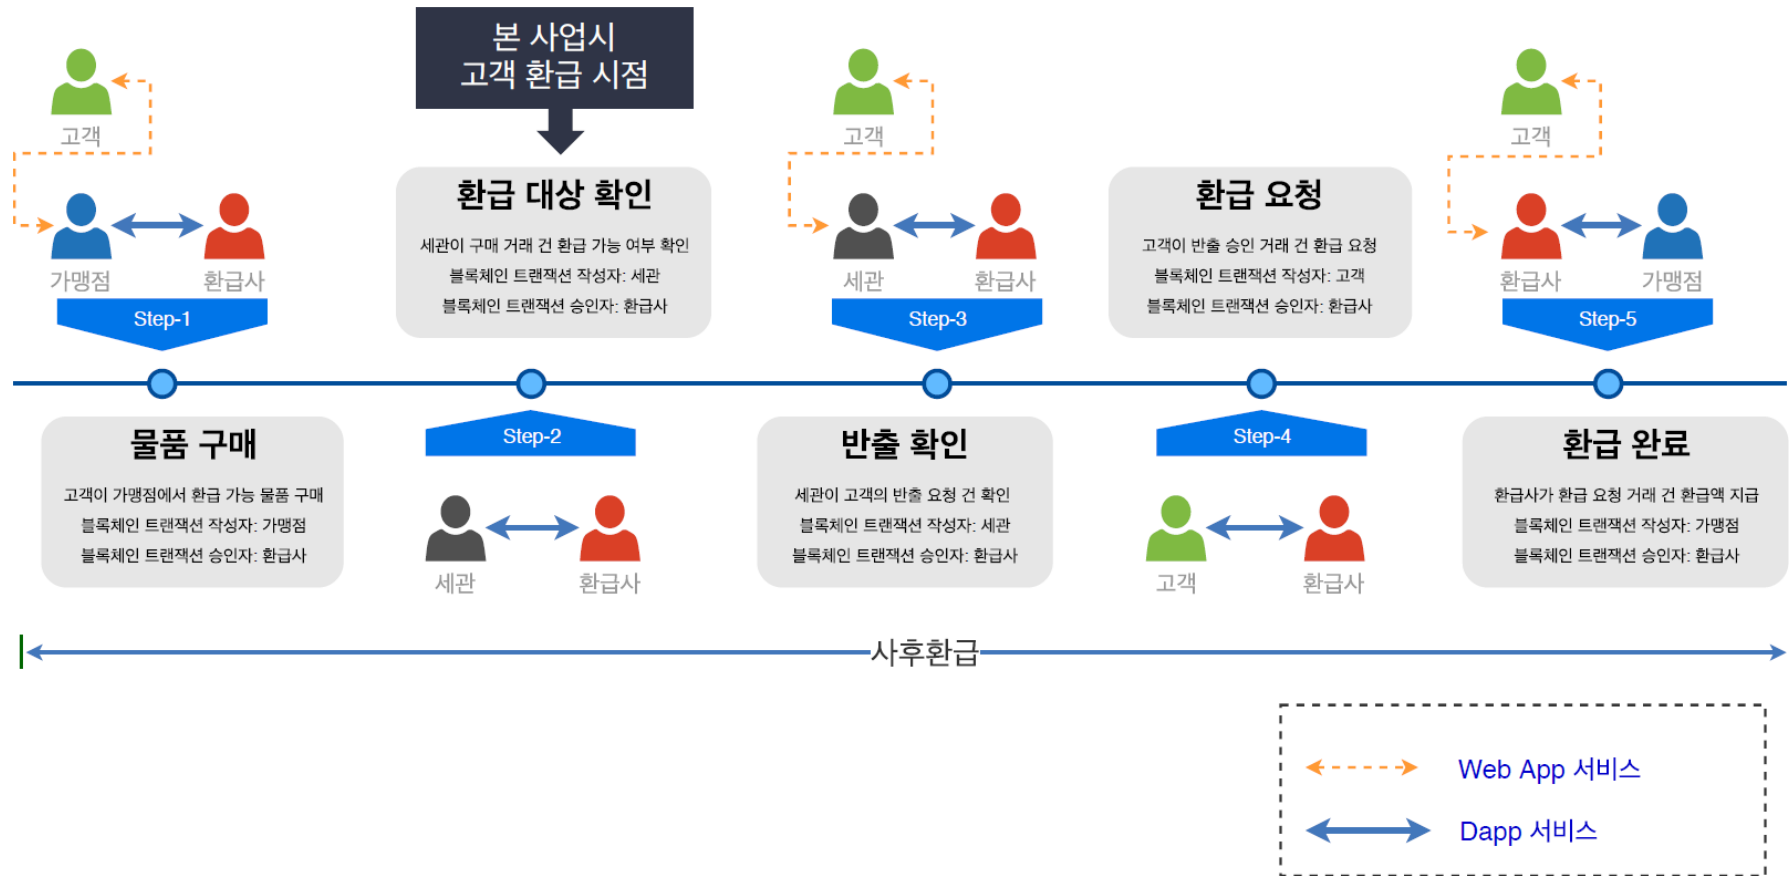 본 사업시
고객 환급 시점
고객
가맹점
환급사
Step-1
물품 구매
고객이 가맹점에서 환급 가능 물품 구매
블록체인 트랜잭션 작성자: 가맹점
블록체인 트랜잭션 승인자: 환급사
환급 대상 확인
세관이 구매 거래 건 환급 가능 여부 확인
블록체인 트랜잭션 작성자: 세관
블록체인 트랜잭션 승인자: 환급사
Step-2
세관
환급사
고객
세관
환급사
Step-3
반출 확인
세관이 고객의 반출 요청 건 확인
블록체인 트랜잭션 작성자: 세관
블록체인 트랜잭션 승인자: 환급사
환급 요청
고객이 반출 승인 거래 건 환급 요청
블록체인 트랜잭션 작성자: 고객
블록체인 트랜잭션 승인자: 환급사
Step-4
고객
환급사
고객
환급사
가맹점
Step-5
환급 완료
환급사가 환급 요청 거래 건 환급액 지급
블록체인 트랜잭션 작성자: 가맹점
블록체인 트랜잭션 승인자: 환급사
사후환급
Web App 서비스
Dapp 서비스